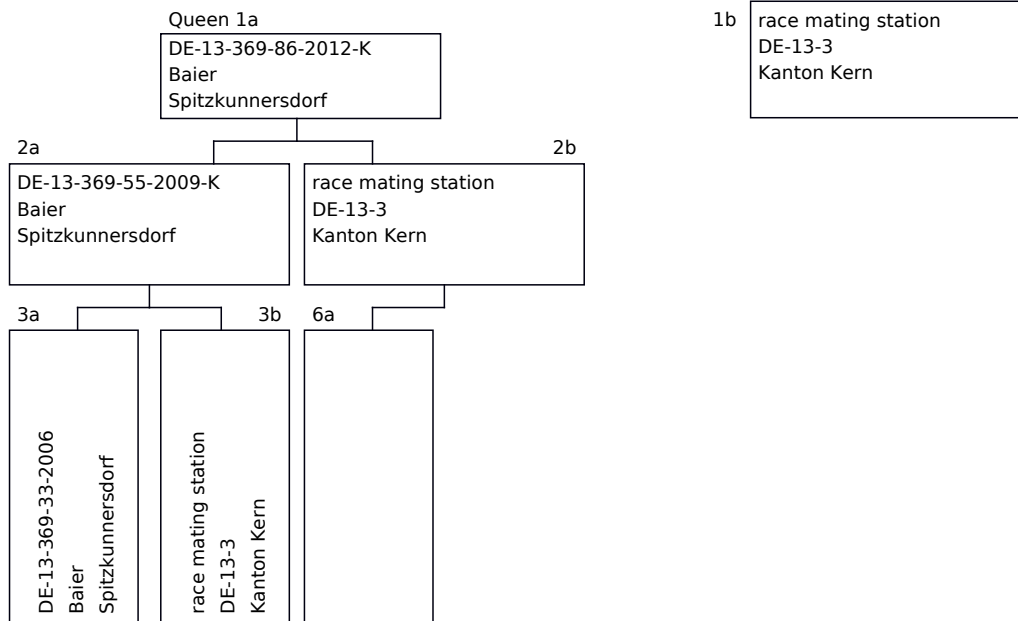 Queen 1a
DE-13-369-86-2012-K
Baier
Spitzkunnersdorf
1b
race mating station
DE-13-3
Kanton Kern
2a
DE-13-369-55-2009-K
Baier
Spitzkunnersdorf
2b
race mating station
DE-13-3
Kanton Kern
3a
DE-13-369-33-2006
Baier
Spitzkunnersdorf
3b
race mating station
DE-13-3
Kanton Kern
6a